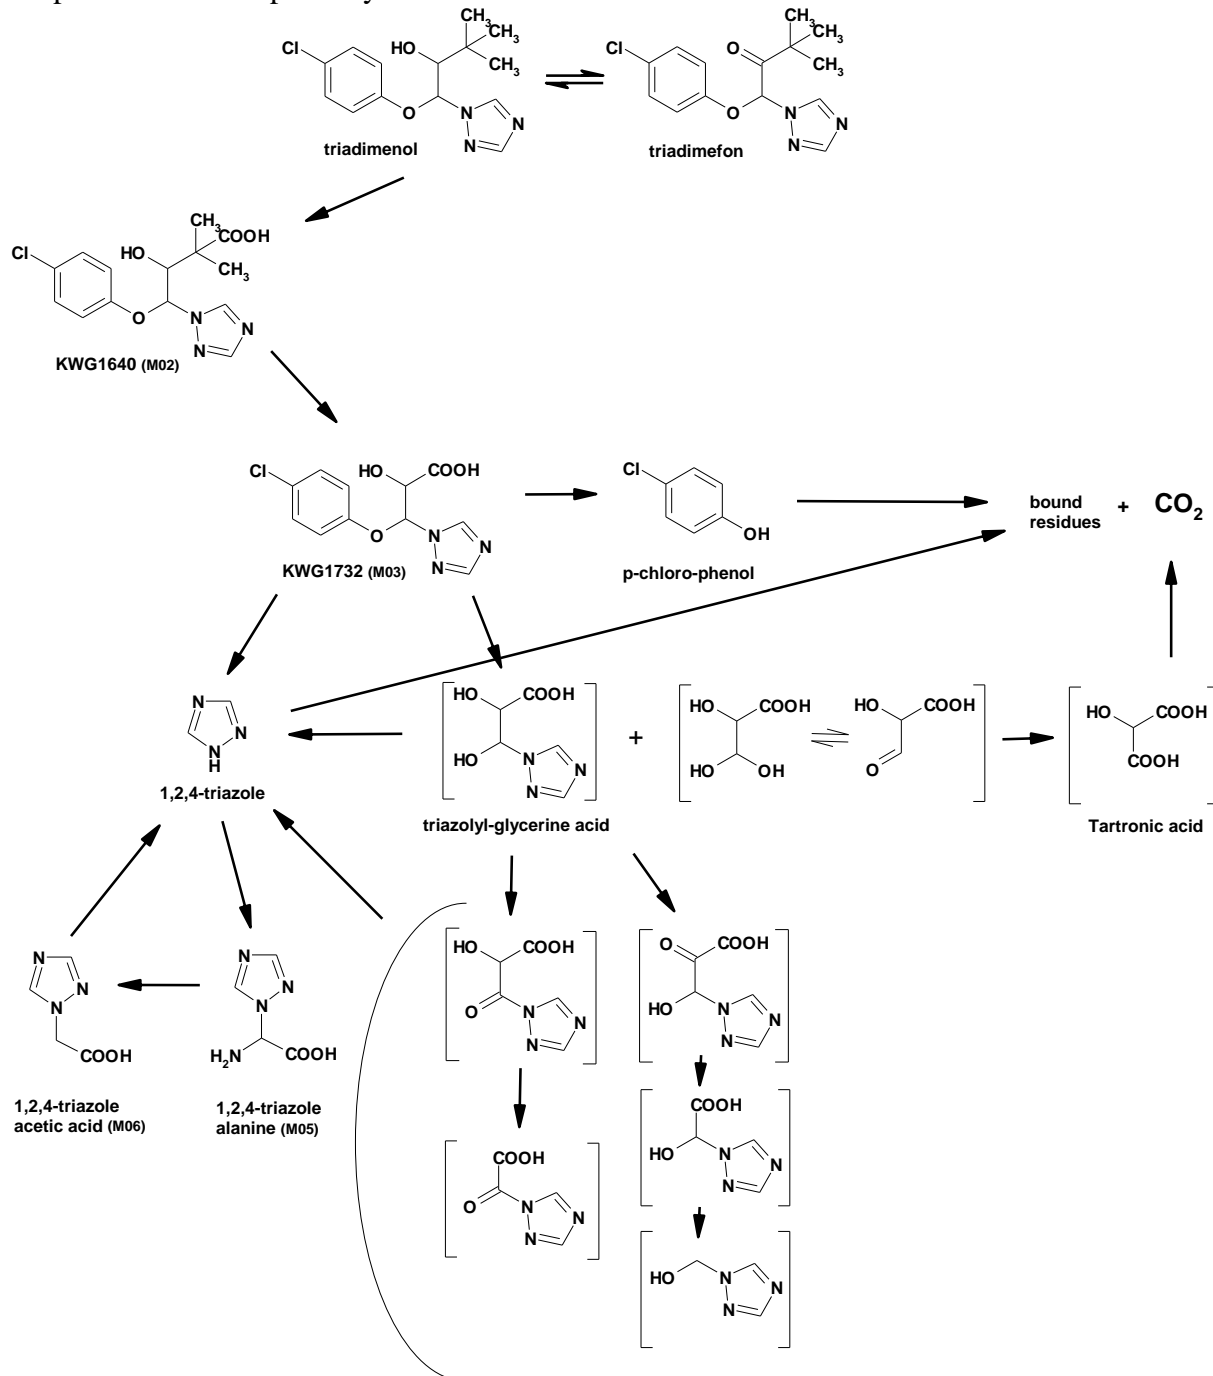 Cl
HO
CH3
CH3
CH3
O
N
N
N
triadimenol
Cl
O
CH3
CH3
CH3
O
N
N
N
triadimefon
Cl
HO
CH3
COOH
CH3
O
N
N
N
KWG1640 (M02)
Cl
HO
COOH
O
N
N
N
KWG1732 (M03)
Cl
OH
p-chloro-phenol
bound
residues
+
CO2
N
N
N
H
1,2,4-triazole
HO
COOH
HO
N
N
N
triazolyl-glycerine acid
+
HO
COOH
HO
OH
HO
COOH
O
HO
COOH
COOH
Tartronic acid
N
N
N
COOH
1,2,4-triazole
acetic acid (M06)
N
N
N
H2N
COOH
1,2,4-triazole
alanine (M05)
HO
COOH
O
N
N
N
O
COOH
HO
N
N
N
COOH
O
N
N
N
COOH
HO
N
N
N
HO
N
N
N